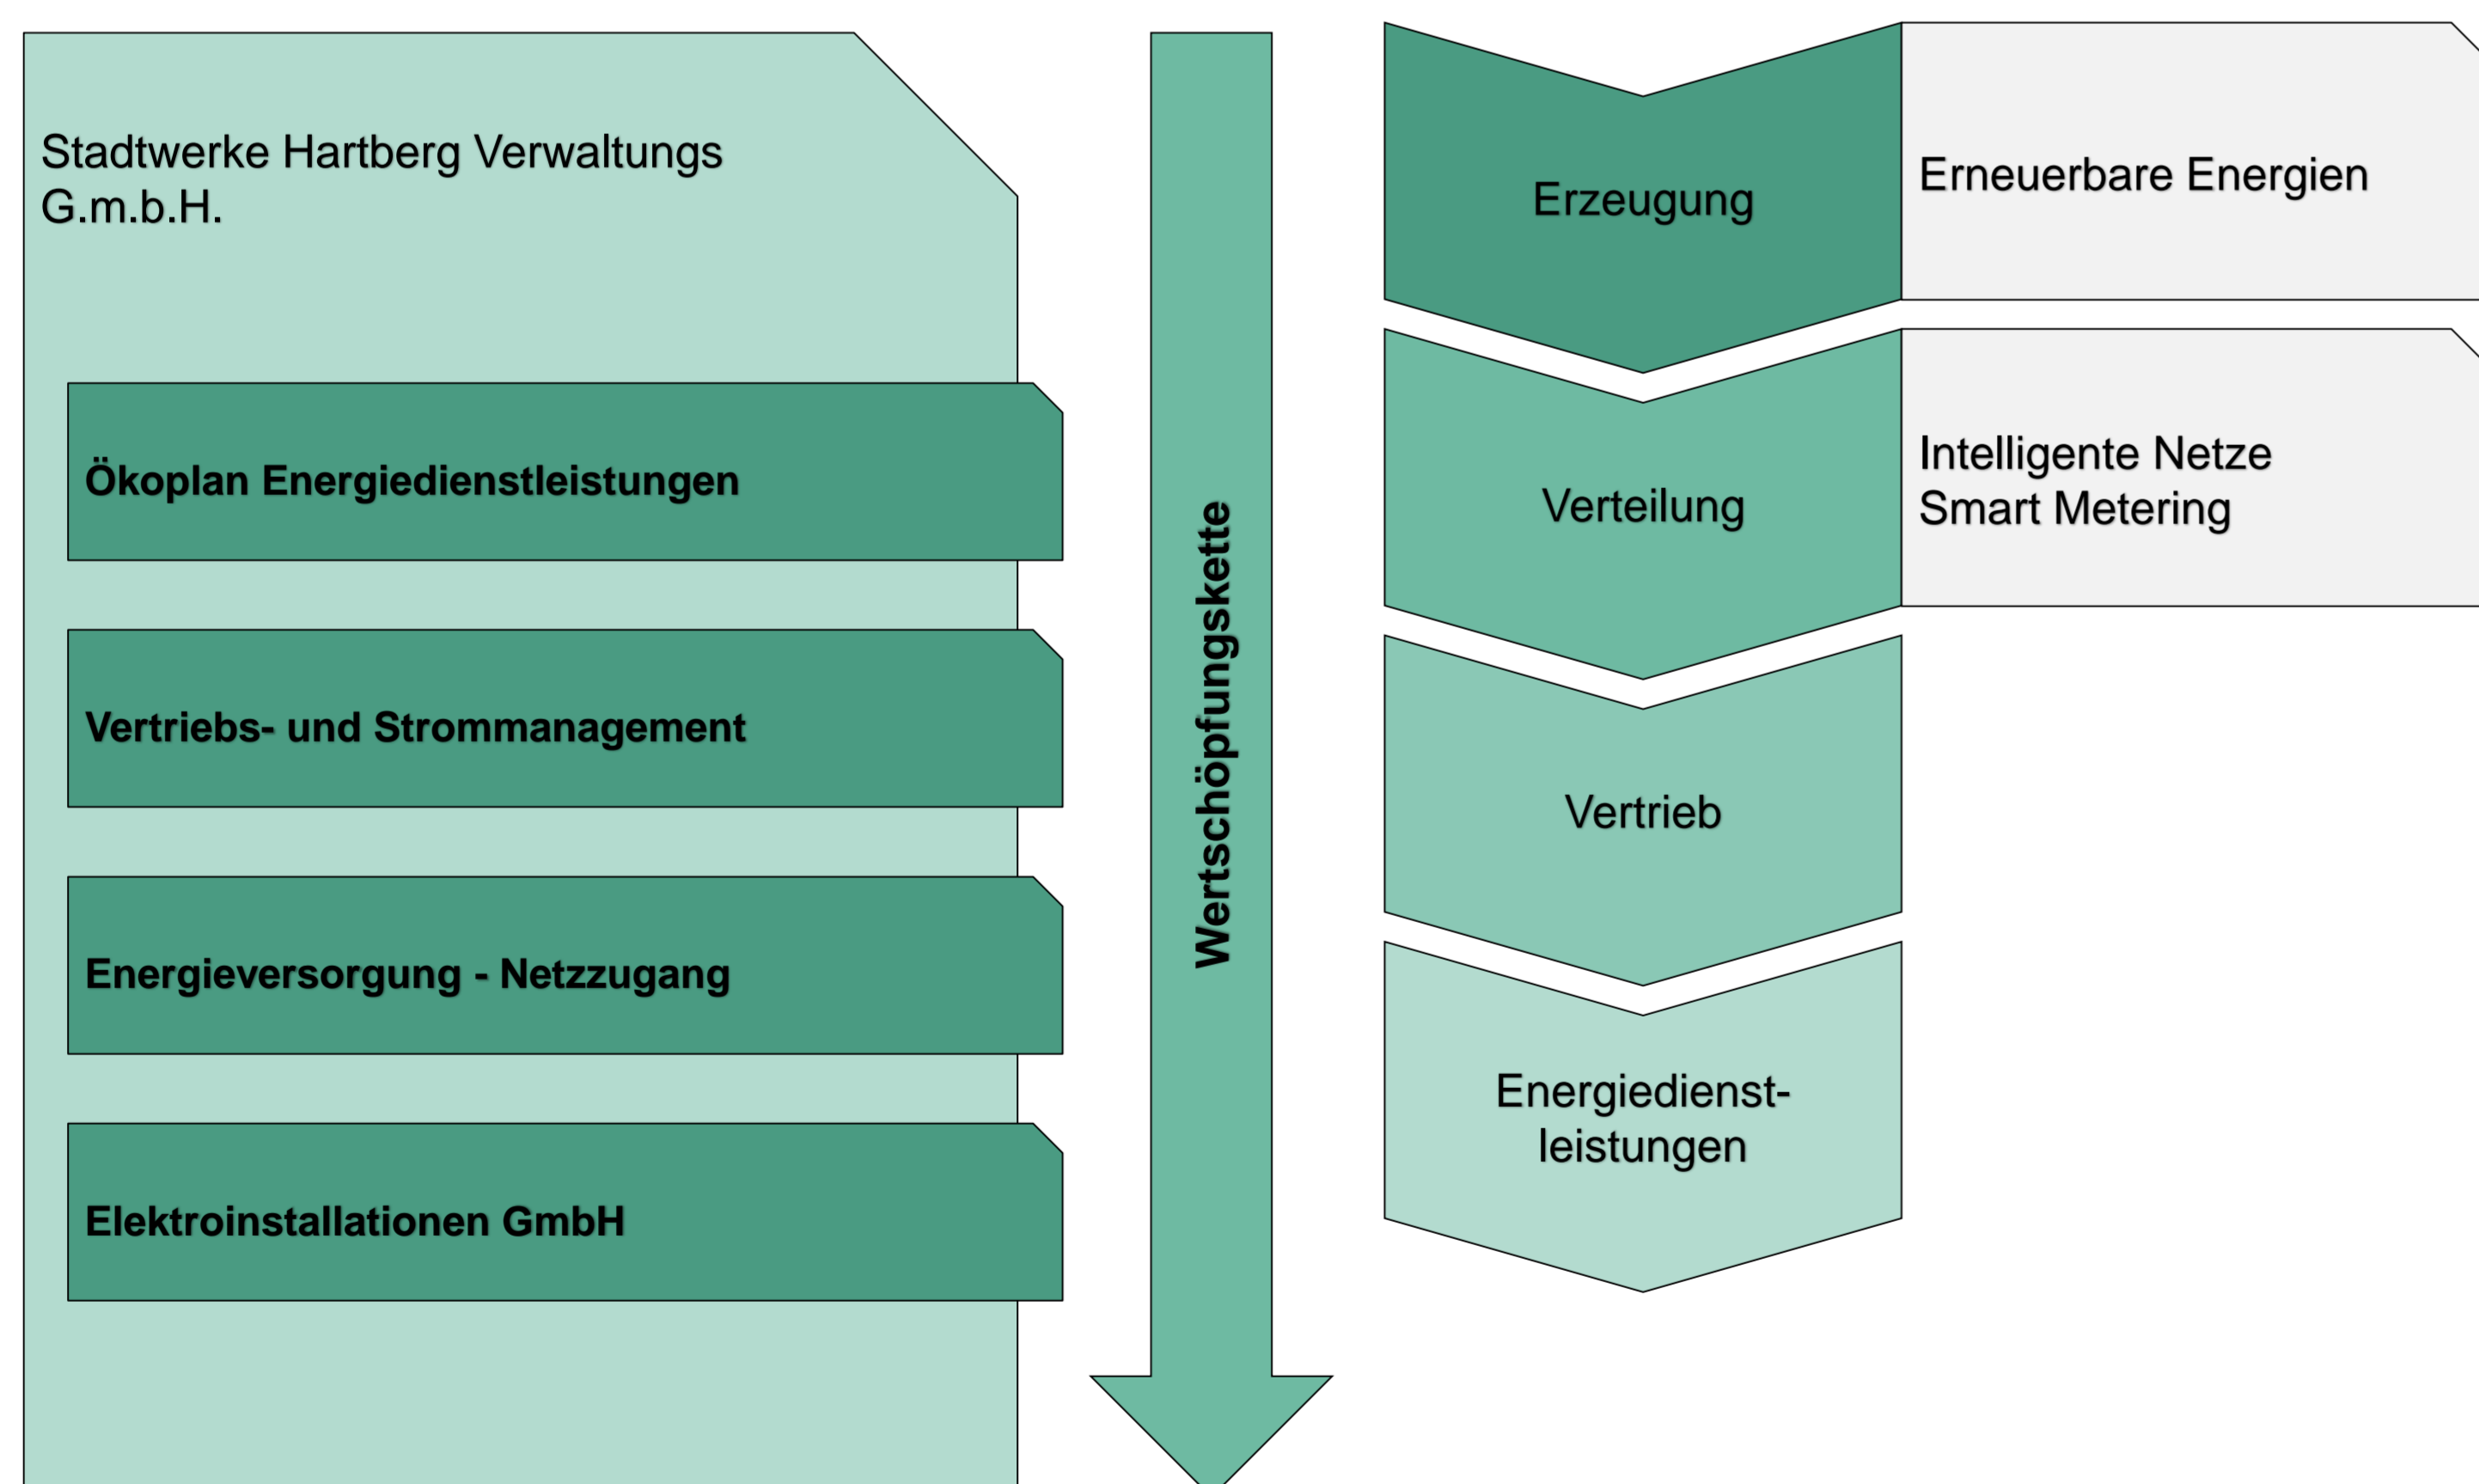 Stadtwerke Hartberg Verwaltungs
G.m.b.H.
Ökoplan Energiedienstleistungen
Vertriebs- und Strommanagement
Energieversorgung - Netzzugang
Elektroinstallationen GmbH
Wertschöpfungskette
Erzeugung
Erneuerbare Energien
Verteilung
Intelligente Netze
Smart Metering
Vertrieb
Energiedienst-
leistungen